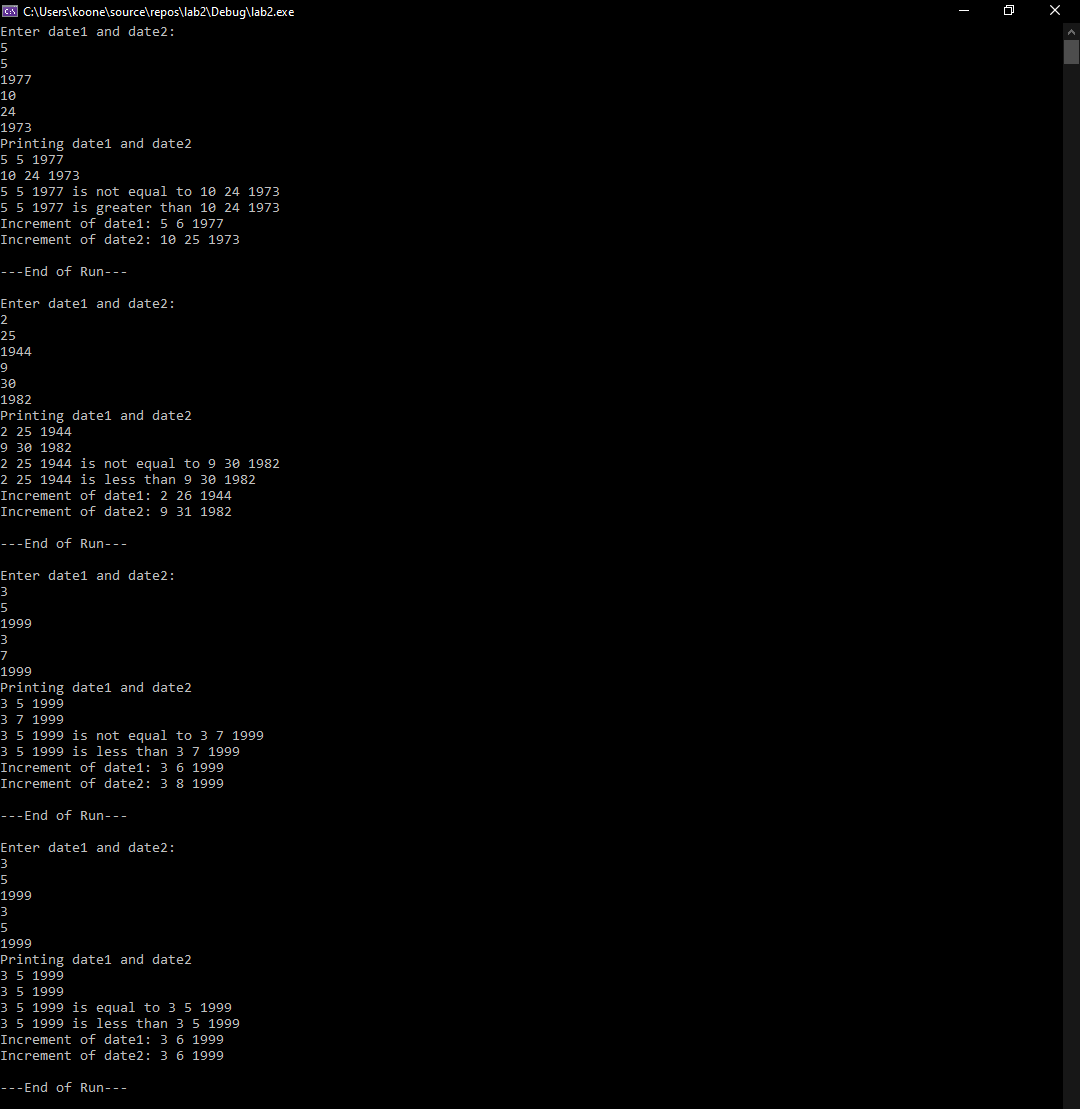 C:\Users\koone\source\repos\lab2\Debug\lab2.exe
Enter date1 and date2:
5
5
1977
10
24
1973
Printing date1 and date2
5 5 1977
10 24 1973
5 5 1977 is not equal to 10 24 1973
5 5 1977 is greater than 10 24 1973
Increment of date1: 5 6 1977
Increment of date2: 10 25 1973

---End of Run---

Enter date1 and date2:
2
25
1944
9
30
1982
Printing date1 and date2
2 25 1944
9 30 1982
2 25 1944 is not equal to 9 30 1982
2 25 1944 is less than 9 30 1982
Increment of date1: 2 26 1944
Increment of date2: 9 31 1982

---End of Run---

Enter date1 and date2:
3
5
1999
3
7
1999
Printing date1 and date2
3 5 1999
3 7 1999
3 5 1999 is not equal to 3 7 1999
3 5 1999 is less than 3 7 1999
Increment of date1: 3 6 1999
Increment of date2: 3 8 1999

---End of Run---

Enter date1 and date2:
3
5
1999
3
5
1999
Printing date1 and date2
3 5 1999
3 5 1999
3 5 1999 is equal to 3 5 1999
3 5 1999 is less than 3 5 1999
Increment of date1: 3 6 1999
Increment of date2: 3 6 1999

---End of Run---